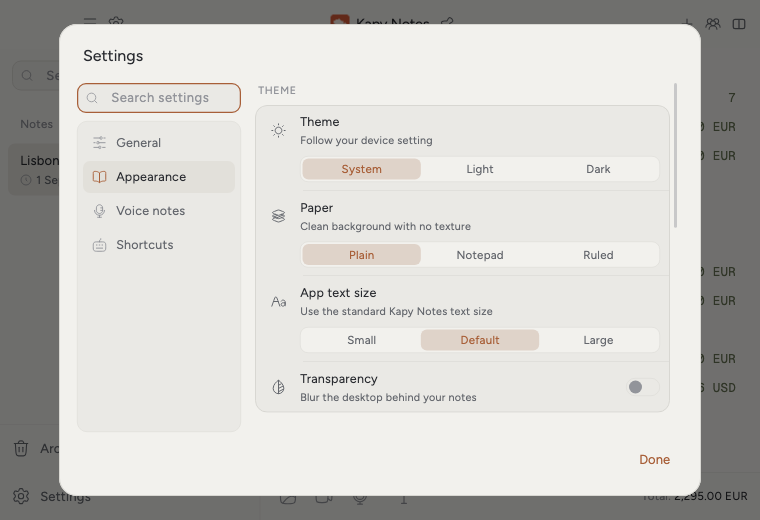 Kapy Notes
Settings
Search settings
General
Appearance
Voice notes
Shortcuts
THEME
Theme
Follow your device setting
System Light Dark
Paper
Clean background with no texture
Plain Notepad Ruled
App text size
Use the standard Kapy Notes text size
Small Default Large
Transparency
Blur the desktop behind your notes
Done
Notes
Lisbon
7
EUR
EUR
EUR
EUR
EUR
USD
Settings
Total: 2,295.00 EUR